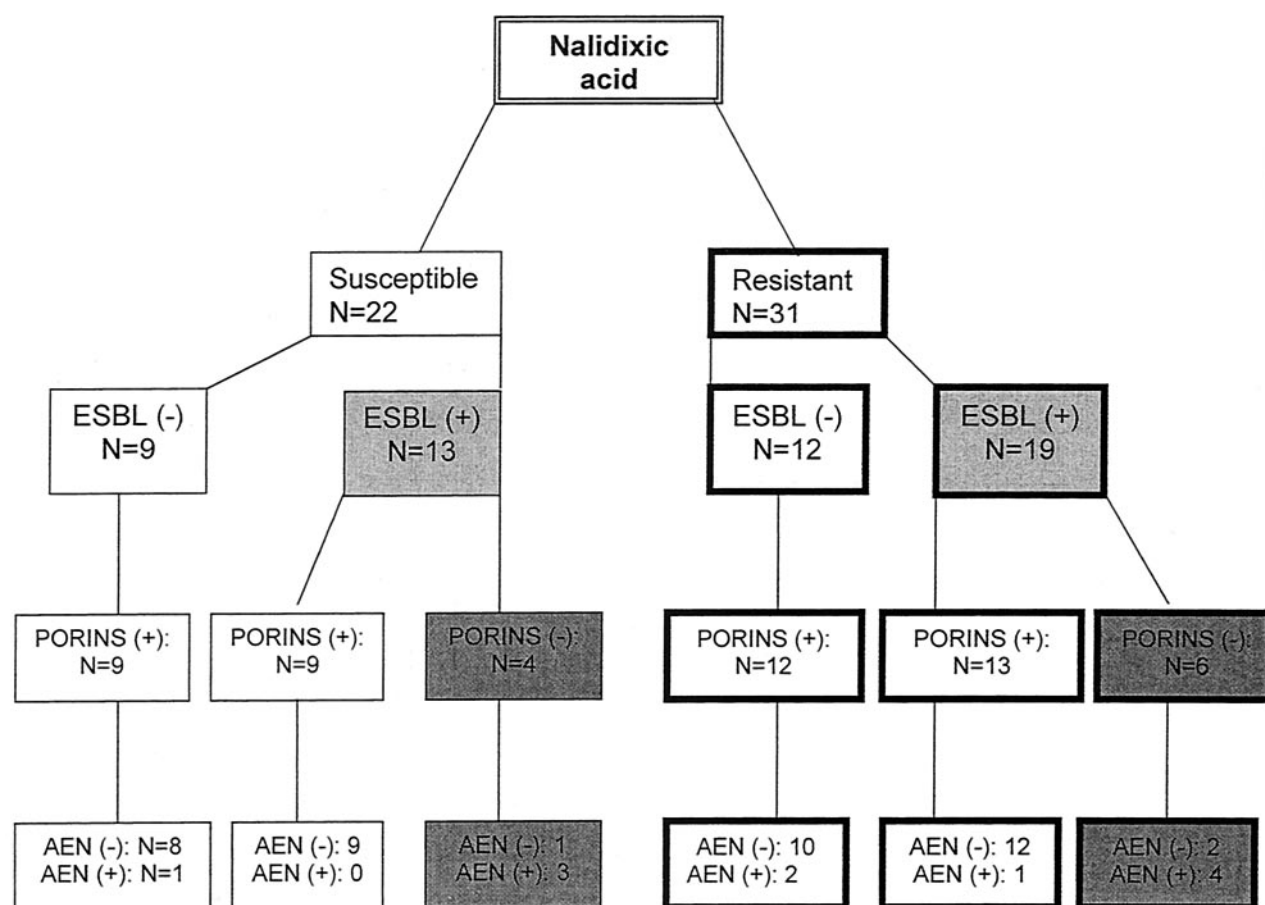 Nalidixic
acid
Susceptible
N=22
Resistant
N=31
ESBL (-)
N=9
ESBL (+)
N=13
ESBL (-)
N=12
ESBL (+)
N=19
PORINS (+):
N=9
PORINS (+):
N=9
PORINS (-):
N=4
PORINS (+):
N=12
PORINS (+):
N=13
PORINS (-):
N=6
AEN (-): N=8
AEN (+): N=1
AEN (-): 9
AEN (+): 0
AEN (-): 1
AEN (+): 3
AEN (-): 10
AEN (+): 2
AEN (-): 12
AEN (+): 1
AEN (-): 2
AEN (+): 4